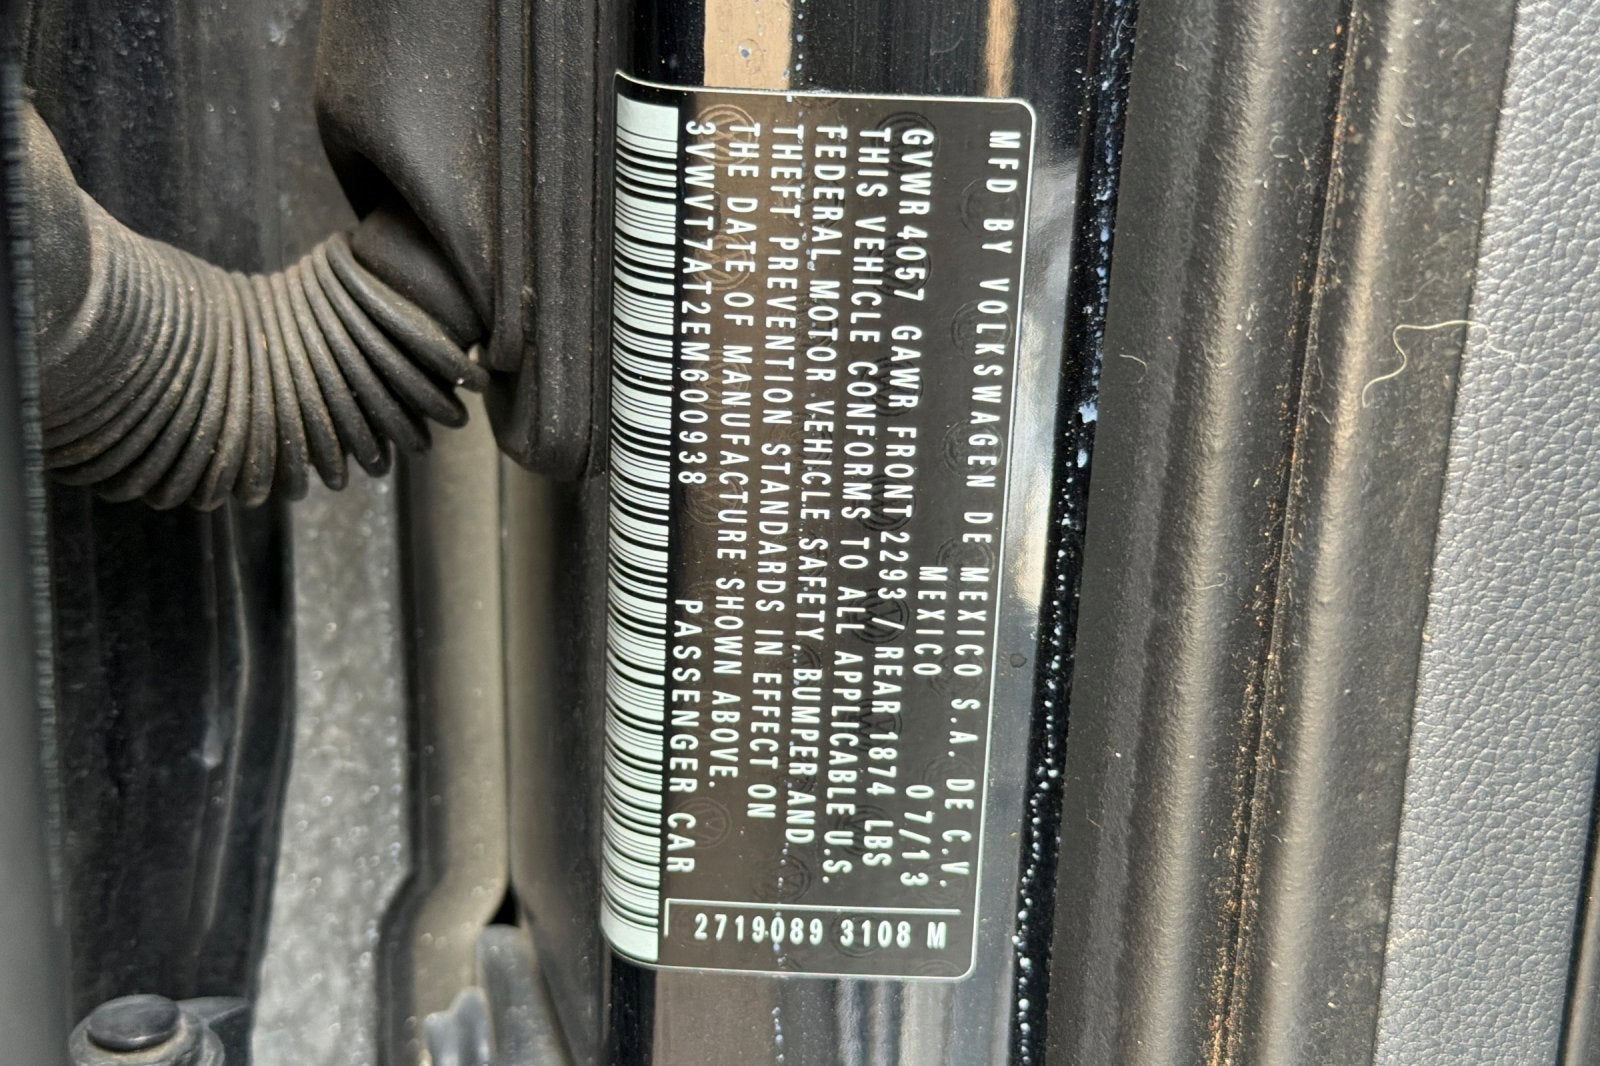 MFD BY VOLKSWAGEN DE MEXICO S.A. DE C.V.
MEXICO 07/13
GVWR 4057 GAWR FRONT 2293 / REAR 1874 LBS
THIS VEHICLE CONFORMS TO ALL APPLICABLE U.S.
FEDERAL MOTOR VEHICLE SAFETY, BUMPER AND
THEFT PREVENTION STANDARDS IN EFFECT ON
THE DATE OF MANUFACTURE SHOWN ABOVE.
3VWVT7AT2EM600938 PASSENGER CAR
2719089 3108 M